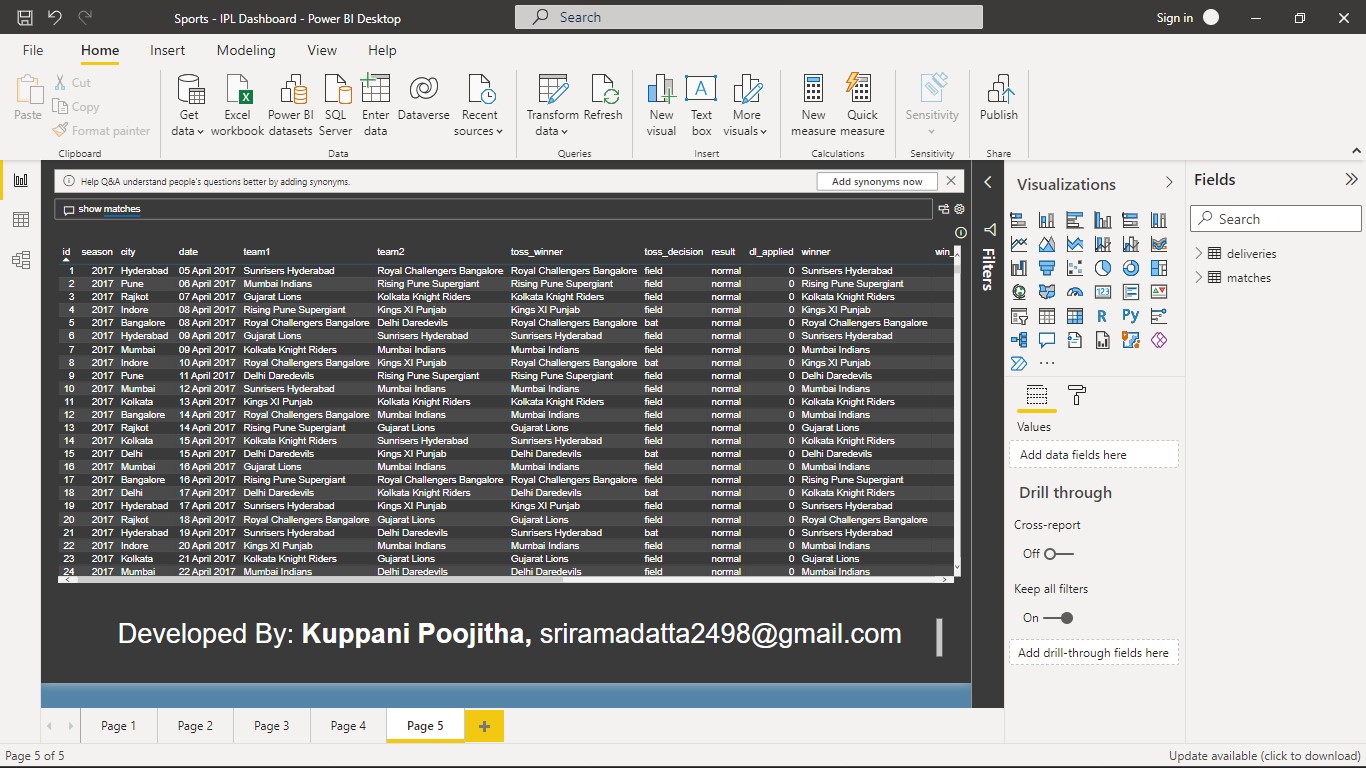 Sports - IPL Dashboard - Power BI Desktop
Search
Sign in
File Home Insert Modeling View Help
Paste
Cut
Copy
Format painter
Clipboard
Get data
Excel workbook
Power BI datasets
SQL Server
Enter data
Dataverse
Recent sources
Data
Transform data
Refresh
Queries
New visual
Text box
More visuals
Insert
New measure
Quick measure
Calculations
Sensitivity
Sensitivity
Publish
Share
Help Q&A understand people's questions better by adding synonyms.
Add synonyms now
show matches
id season city date team1 team2 toss_winner toss_decision result dl_applied winner win_
1 2017 Hyderabad 05 April 2017 Sunrisers Hyderabad Royal Challengers Bangalore Royal Challengers Bangalore field normal 0 Sunrisers Hyderabad
2 2017 Pune 06 April 2017 Mumbai Indians Rising Pune Supergiant Rising Pune Supergiant field normal 0 Rising Pune Supergiant
3 2017 Rajkot 07 April 2017 Gujarat Lions Kolkata Knight Riders Kolkata Knight Riders field normal 0 Kolkata Knight Riders
4 2017 Indore 08 April 2017 Rising Pune Supergiant Kings XI Punjab Kings XI Punjab field normal 0 Kings XI Punjab
5 2017 Bangalore 08 April 2017 Royal Challengers Bangalore Delhi Daredevils Royal Challengers Bangalore bat normal 0 Royal Challengers Bangalore
6 2017 Hyderabad 09 April 2017 Gujarat Lions Sunrisers Hyderabad Sunrisers Hyderabad field normal 0 Sunrisers Hyderabad
7 2017 Mumbai 09 April 2017 Kolkata Knight Riders Mumbai Indians Mumbai Indians field normal 0 Mumbai Indians
8 2017 Indore 10 April 2017 Royal Challengers Bangalore Kings XI Punjab Royal Challengers Bangalore bat normal 0 Kings XI Punjab
9 2017 Pune 11 April 2017 Delhi Daredevils Rising Pune Supergiant Rising Pune Supergiant field normal 0 Delhi Daredevils
10 2017 Mumbai 12 April 2017 Sunrisers Hyderabad Mumbai Indians Mumbai Indians field normal 0 Mumbai Indians
11 2017 Kolkata 13 April 2017 Kings XI Punjab Kolkata Knight Riders Kolkata Knight Riders field normal 0 Kolkata Knight Riders
12 2017 Bangalore 14 April 2017 Royal Challengers Bangalore Mumbai Indians Mumbai Indians field normal 0 Mumbai Indians
13 2017 Rajkot 14 April 2017 Rising Pune Supergiant Gujarat Lions Gujarat Lions field normal 0 Gujarat Lions
14 2017 Kolkata 15 April 2017 Kolkata Knight Riders Sunrisers Hyderabad Sunrisers Hyderabad field normal 0 Kolkata Knight Riders
15 2017 Delhi 15 April 2017 Delhi Daredevils Kings XI Punjab Delhi Daredevils bat normal 0 Delhi Daredevils
16 2017 Mumbai 16 April 2017 Gujarat Lions Mumbai Indians Mumbai Indians field normal 0 Mumbai Indians
17 2017 Bangalore 16 April 2017 Rising Pune Supergiant Royal Challengers Bangalore Royal Challengers Bangalore field normal 0 Rising Pune Supergiant
18 2017 Delhi 17 April 2017 Delhi Daredevils Kolkata Knight Riders Delhi Daredevils bat normal 0 Kolkata Knight Riders
19 2017 Hyderabad 17 April 2017 Sunrisers Hyderabad Kings XI Punjab Kings XI Punjab field normal 0 Sunrisers Hyderabad
20 2017 Rajkot 18 April 2017 Royal Challengers Bangalore Gujarat Lions Gujarat Lions field normal 0 Royal Challengers Bangalore
21 2017 Hyderabad 19 April 2017 Sunrisers Hyderabad Delhi Daredevils Sunrisers Hyderabad bat normal 0 Sunrisers Hyderabad
22 2017 Indore 20 April 2017 Kings XI Punjab Mumbai Indians Mumbai Indians field normal 0 Mumbai Indians
23 2017 Kolkata 21 April 2017 Kolkata Knight Riders Gujarat Lions Gujarat Lions field normal 0 Gujarat Lions
24 2017 Mumbai 22 April 2017 Mumbai Indians Delhi Daredevils Delhi Daredevils field normal 0 Mumbai Indians
Developed By: Kuppani Poojitha, sriramadatta2498@gmail.com
Filters
Visualizations
123
R
Py
Values
Add data fields here
Drill through
Cross-report
Off
Keep all filters
On
Add drill-through fields here
Fields
Search
deliveries
matches
Page 1 Page 2 Page 3 Page 4 Page 5
Page 5 of 5
Update available (click to download)